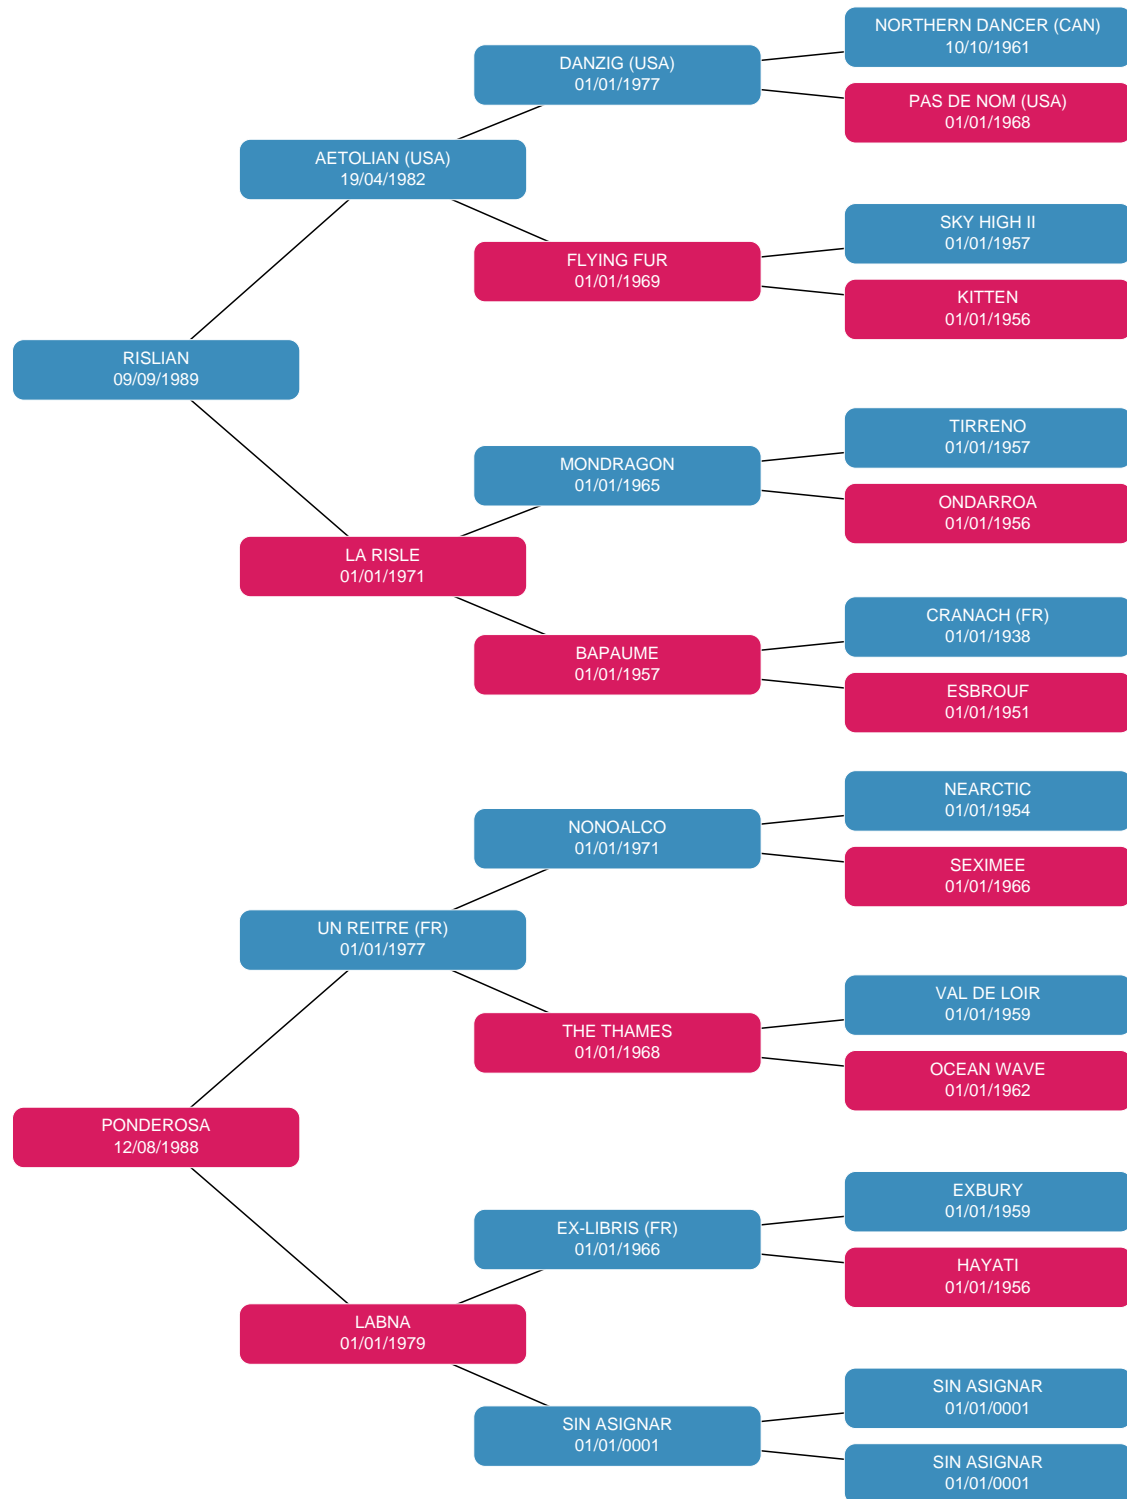 NORTHERN DANCER (CAN)
10/10/1961
DANZIG (USA)
01/01/1977
PAS DE NOM (USA)
01/01/1968
AETOLIAN (USA)
19/04/1982
SKY HIGH II
01/01/1957
FLYING FUR
01/01/1969
KITTEN
01/01/1956
RISLIAN
09/09/1989
TIRRENO
01/01/1957
MONDRAGON
01/01/1965
ONDARROA
01/01/1956
LA RISLE
01/01/1971
CRANACH (FR)
01/01/1938
BAPAUME
01/01/1957
ESBROUF
01/01/1951
NEARCTIC
01/01/1954
NONOALCO
01/01/1971
SEXIMEE
01/01/1966
UN REITRE (FR)
01/01/1977
VAL DE LOIR
01/01/1959
THE THAMES
01/01/1968
OCEAN WAVE
01/01/1962
PONDEROSA
12/08/1988
EXBURY
01/01/1959
EX-LIBRIS (FR)
01/01/1966
HAYATI
01/01/1956
LABNA
01/01/1979
SIN ASIGNAR
01/01/0001
SIN ASIGNAR
01/01/0001
SIN ASIGNAR
01/01/0001